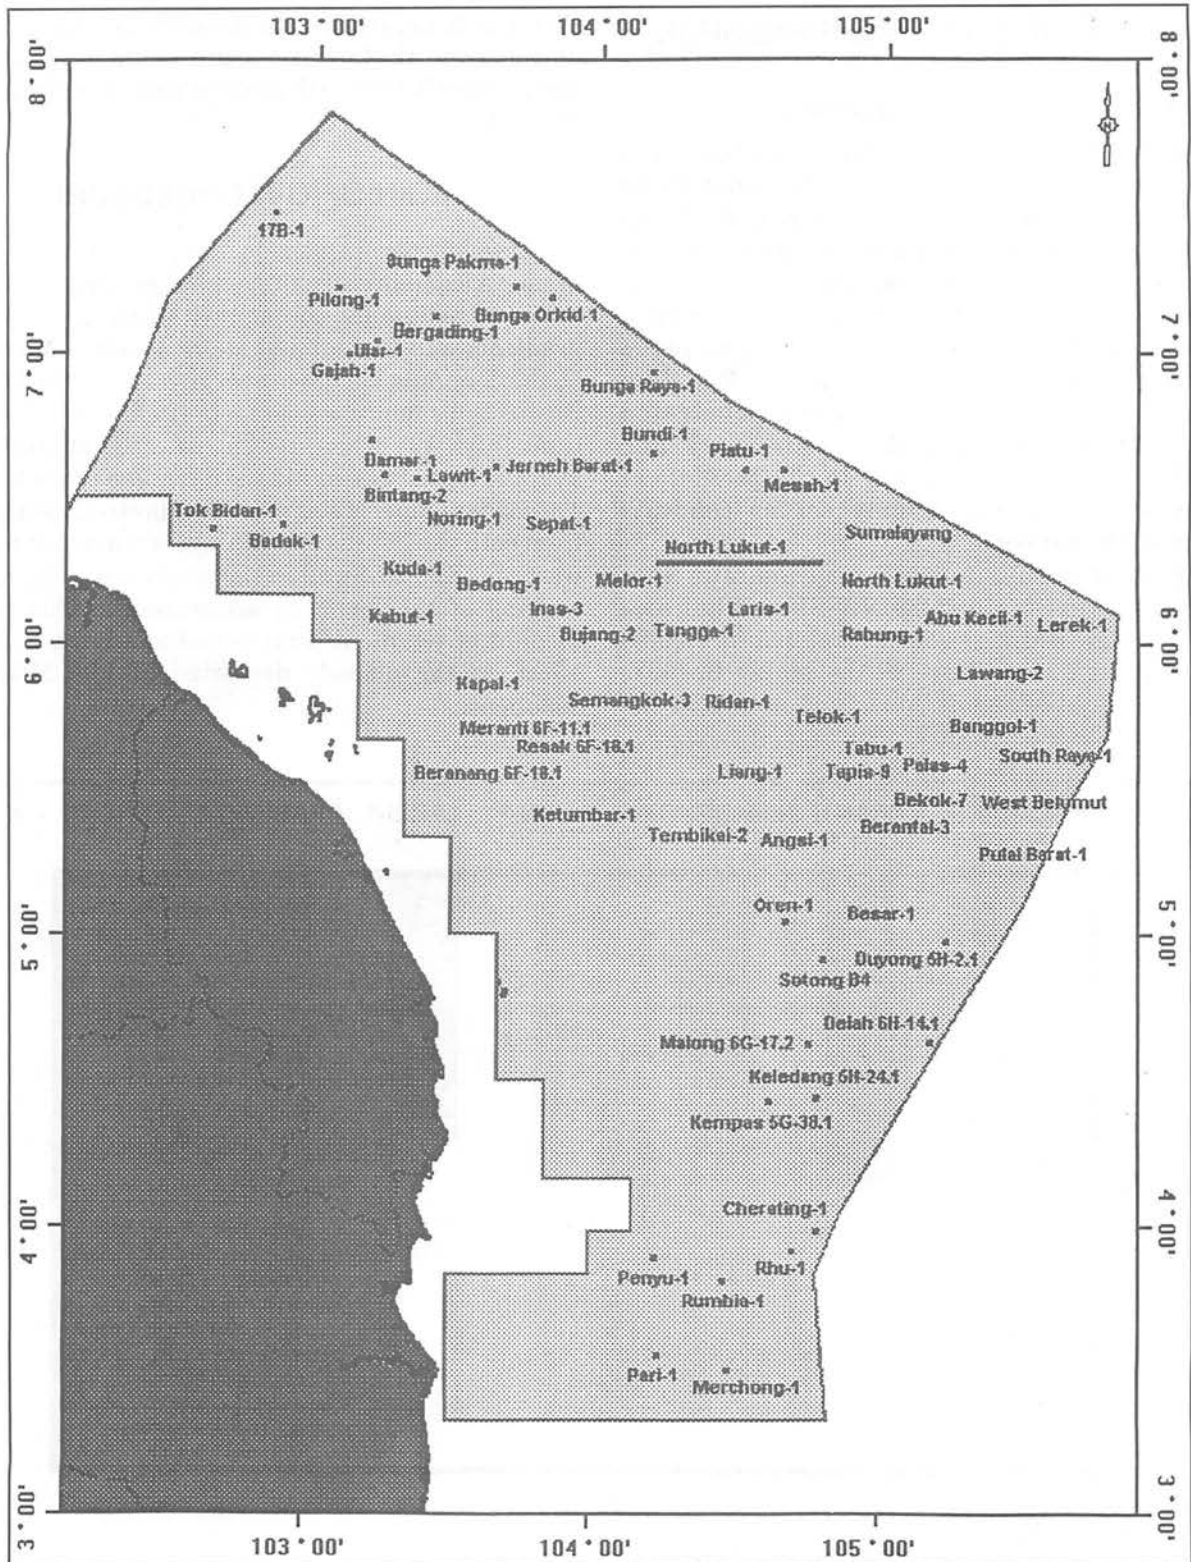 103°00'
104°00'
105°00'
8°00'
8°00'
17B-1
Bunga Pakma-1
Pilong-1
Bunga Orkid-1
Bergading-1
Ular-1
Gajah-1
7°00'
7°00'
Bunga Raya-1
Bundi-1
Piatu-1
Damar-1
Lawit-1
Jerneh Barat-1
Mesah-1
Bintang-2
Tok Bidan-1
Noring-1
Sepat-1
Badak-1
Sumalayang
North Lukut-1
Kuda-1
Bedong-1
Melor-1
North Lukut-1
Kabut-1
Inas-3
Laris-1
Abu Kecil-1
Lerek-1
Bujang-2
Tangga-1
Rabung-1
6°00'
6°00'
Lawang-2
Kapal-1
Semangkok-3
Ridan-1
Telok-1
Banggol-1
Meranti 6F-11.1
Resak 6F-18.1
Tabu-1
South Raya-1
Beranang 6F-18.1
Liang-1
Tapis-9
Palas-4
Bekok-7
West Belumut
Ketumbar-1
Berantai-3
Tembikai-2
Angsi-1
Pulai Barat-1
Oren-1
Besar-1
5°00'
5°00'
Duyong 5H-2.1
Sotong B4
Delah 6H-14.1
Malong 6G-17.2
Keledang 5H-24.1
Kempas 5G-38.1
Cherating-1
4°00'
4°00'
Rhu-1
Penyu-1
Rumbia-1
Pari-1
Merchong-1
3°00'
3°00'
103°00'
104°00'
105°00'